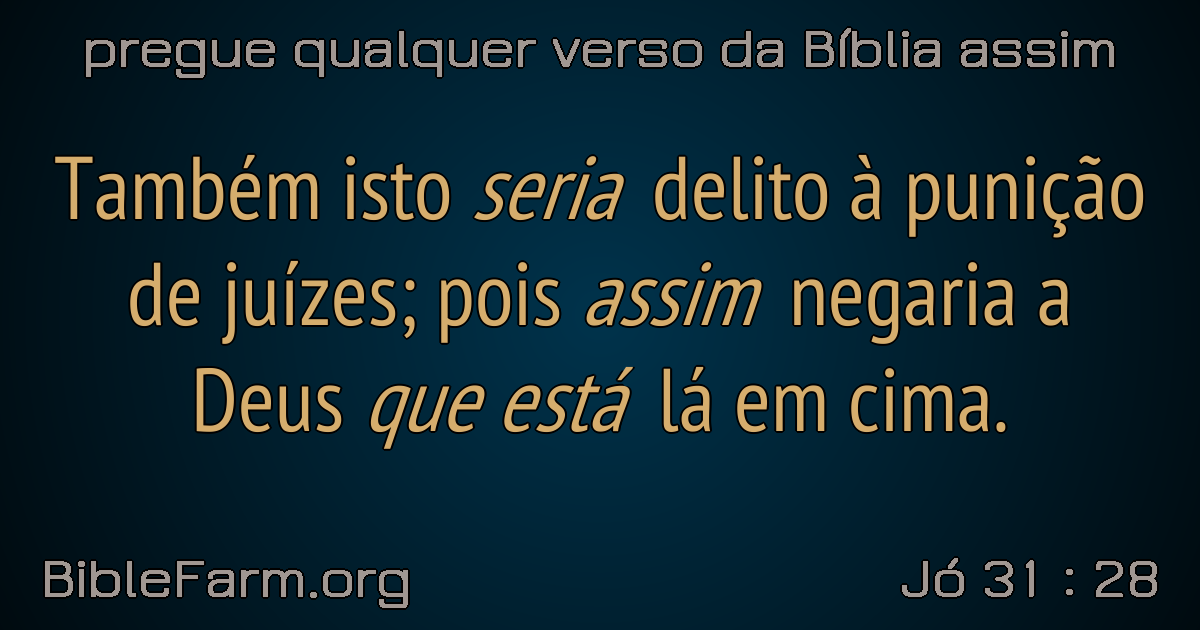 pregue qualquer verso da Bíblia assim
Também isto seria delito à punição
de juízes; pois assim negaria a
Deus que está lá em cima.
BibleFarm.org
Jó 31 : 28